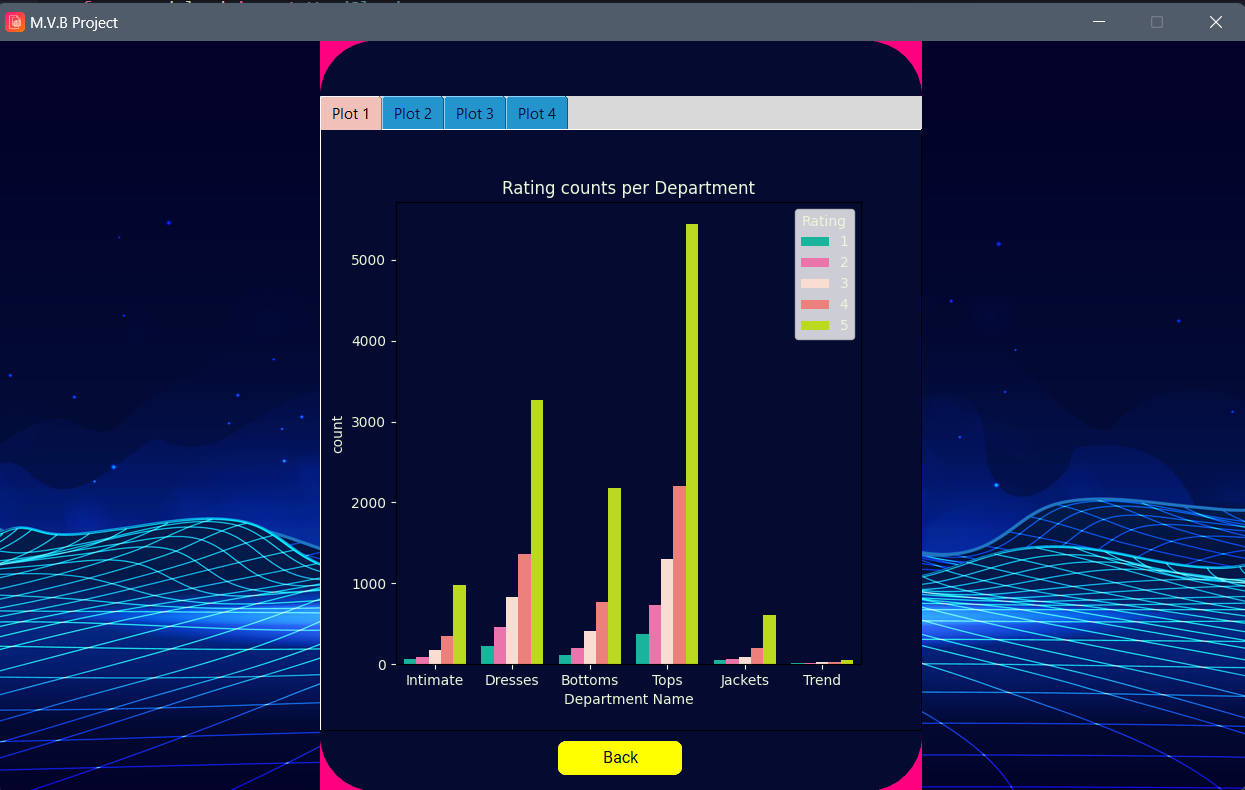 M.V.B Project
Plot 1 Plot 2 Plot 3 Plot 4
Rating counts per Department
Rating
1
2
3
4
5
5000
4000
3000
2000
1000
0
count
Intimate Dresses Bottoms Tops Jackets Trend
Department Name
Back